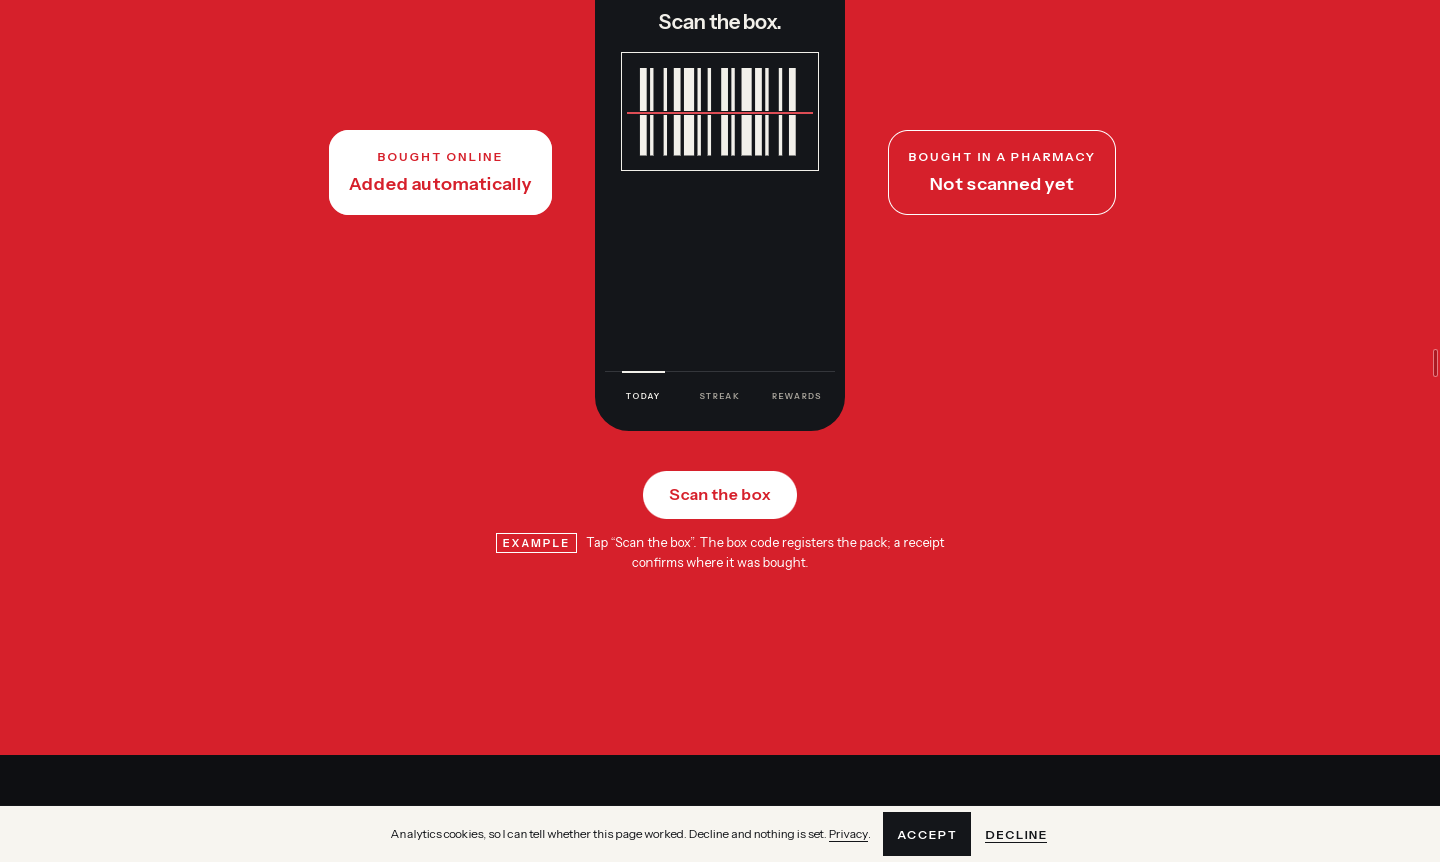 Scan the box.
BOUGHT ONLINE
Added automatically
BOUGHT IN A PHARMACY
Not scanned yet
TODAY STREAK REWARDS
Scan the box
EXAMPLE Tap “Scan the box”. The box code registers the pack; a receipt
confirms where it was bought.
Analytics cookies, so I can tell whether this page worked. Decline and nothing is set. Privacy. ACCEPT DECLINE